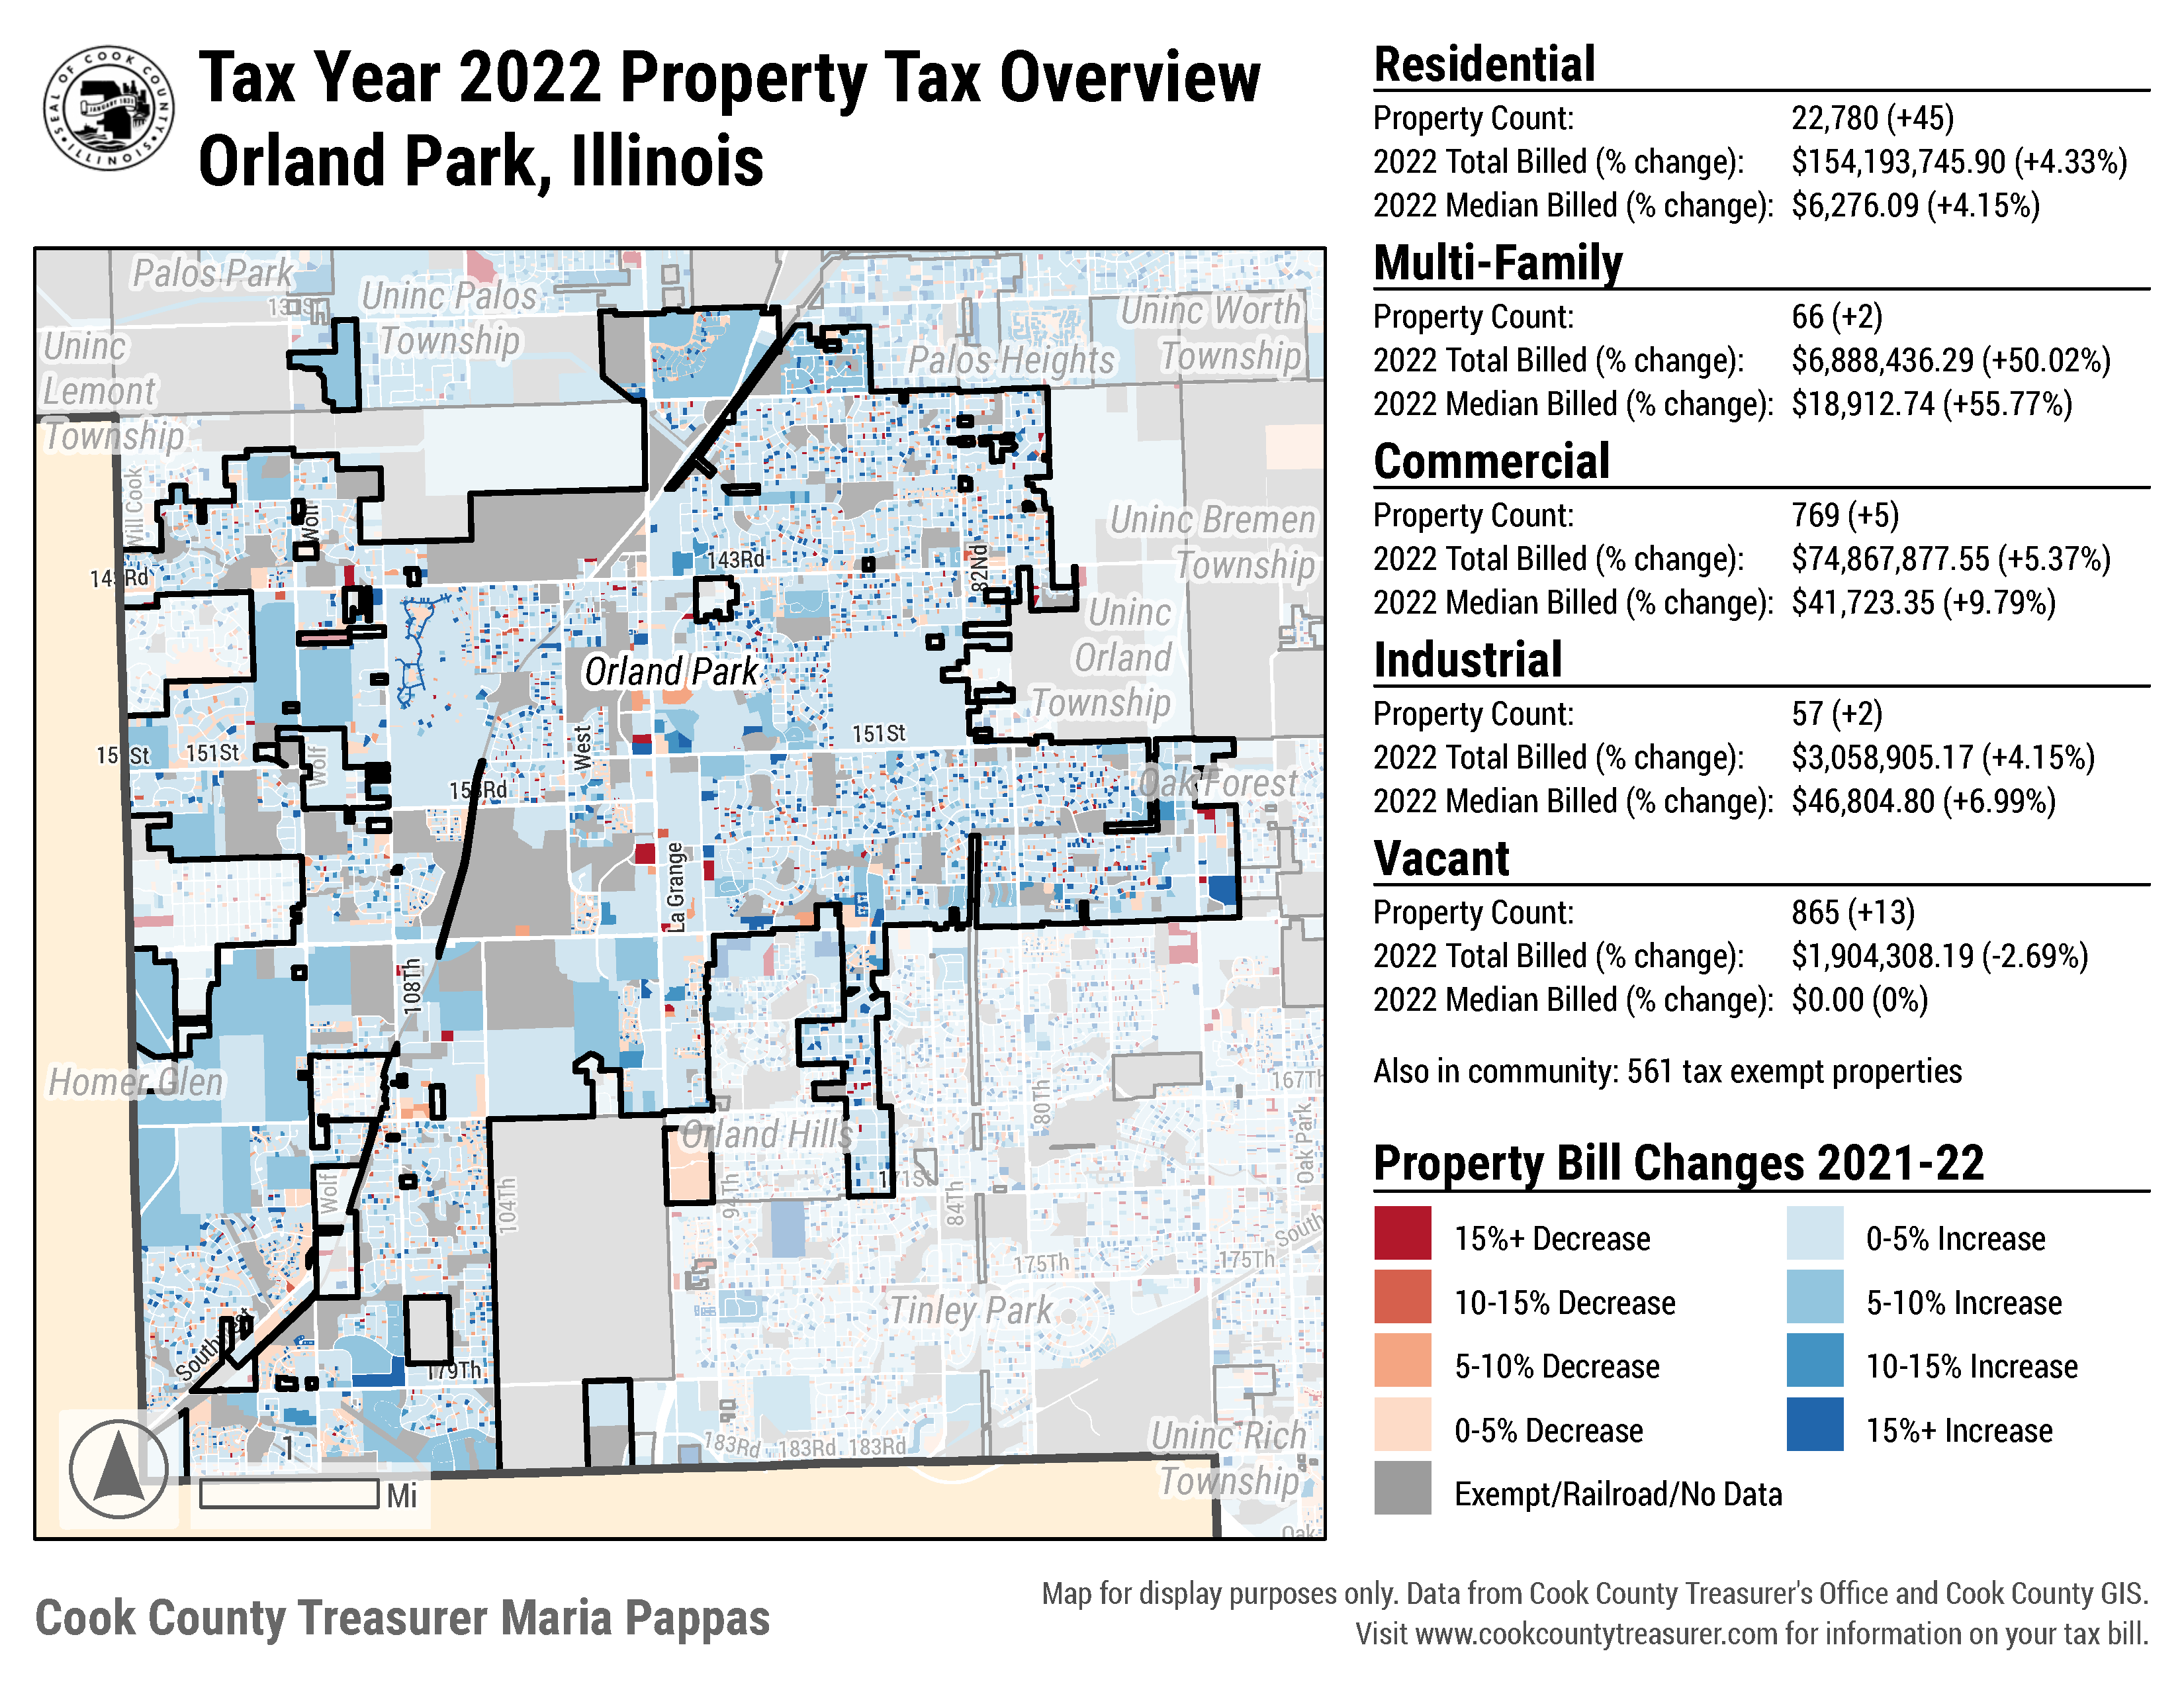 SEAL OF COOK COUNTY
ILLINOIS
JANUARY 1831
Tax Year 2022 Property Tax Overview
Orland Park, Illinois
Residential
Property Count: 22,780 (+45)
2022 Total Billed (% change): $154,193,745.90 (+4.33%)
2022 Median Billed (% change): $6,276.09 (+4.15%)
Multi-Family
Property Count: 66 (+2)
2022 Total Billed (% change): $6,888,436.29 (+50.02%)
2022 Median Billed (% change): $18,912.74 (+55.77%)
Commercial
Property Count: 769 (+5)
2022 Total Billed (% change): $74,867,877.55 (+5.37%)
2022 Median Billed (% change): $41,723.35 (+9.79%)
Industrial
Property Count: 57 (+2)
2022 Total Billed (% change): $3,058,905.17 (+4.15%)
2022 Median Billed (% change): $46,804.80 (+6.99%)
Vacant
Property Count: 865 (+13)
2022 Total Billed (% change): $1,904,308.19 (-2.69%)
2022 Median Billed (% change): $0.00 (0%)
Also in community: 561 tax exempt properties
Property Bill Changes 2021-22
15%+ Decrease
10-15% Decrease
5-10% Decrease
0-5% Decrease
Exempt/Railroad/No Data
0-5% Increase
5-10% Increase
10-15% Increase
15%+ Increase
Palos Park
Uninc Palos
Township
Uninc Worth
Township
Palos Heights
Uninc
Lemont
Township
Will Cook
Wolf
Uninc Bremen
Township
143Rd
82Nd
Uninc
Orland
Township
Orland Park
151St
151St
Wolf
West
Oak Forest
La Grange
108Th
Homer Glen
167Th
80Th
Orland Hills
171St
Oak Park
Wolf
104Th
94Th
84Th
South
175Th
175Th
Tinley Park
Southwest
179Th
183Rd
183Rd
183Rd
Uninc Rich
Township
Oak
1
Mi
Cook County Treasurer Maria Pappas
Map for display purposes only. Data from Cook County Treasurer's Office and Cook County GIS.
Visit www.cookcountytreasurer.com for information on your tax bill.